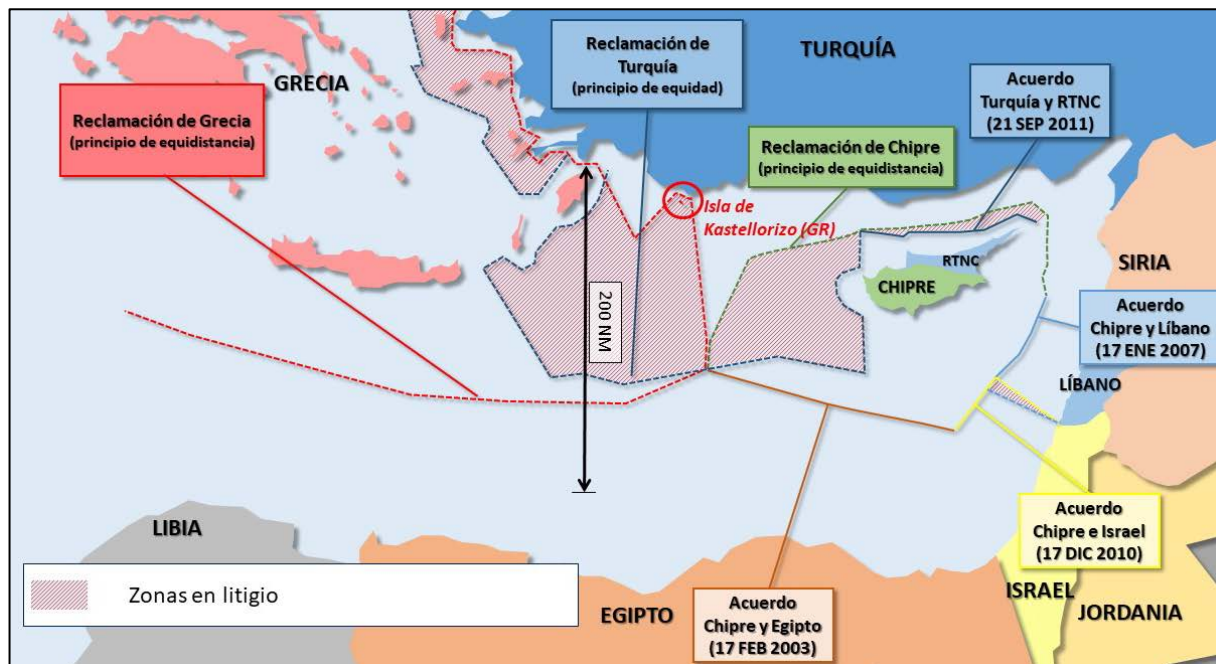 GRECIA
Reclamación de Grecia
(principio de equidistancia)
Reclamación de
Turquía
(principio de equidad)
TURQUÍA
Acuerdo
Turquía y RTNC
(21 SEP 2011)
Reclamación de Chipre
(principio de equidistancia)
Isla de
Kastellorizo (GR)
200 NM
RTNC
CHIPRE
SIRIA
Acuerdo
Chipre y Líbano
(17 ENE 2007)
LÍBANO
Acuerdo
Chipre e Israel
(17 DIC 2010)
LIBIA
Zonas en litigio
EGIPTO
Acuerdo
Chipre y Egipto
(17 FEB 2003)
ISRAEL
JORDANIA